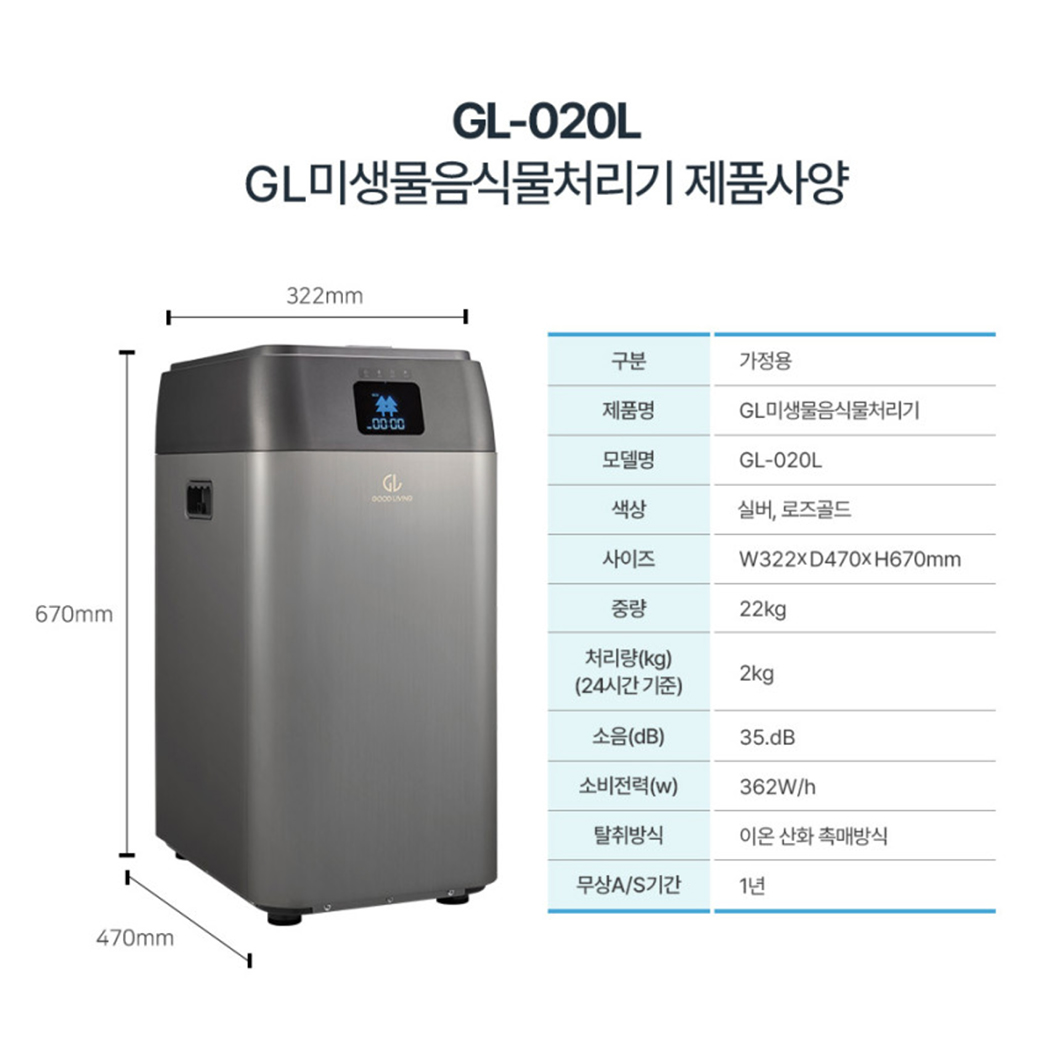 GL-020L
GL미생물음식물처리기 제품사양
322mm
670mm
470mm
00:00
GL
GOOD LIVING
구분 가정용
제품명 GL미생물음식물처리기
모델명 GL-020L
색상 실버, 로즈골드
사이즈 W322xD470xH670mm
중량 22kg
처리량(kg)
(24시간 기준) 2kg
소음(dB) 35.dB
소비전력(w) 362W/h
탈취방식 이온 산화 촉매방식
무상A/S기간 1년